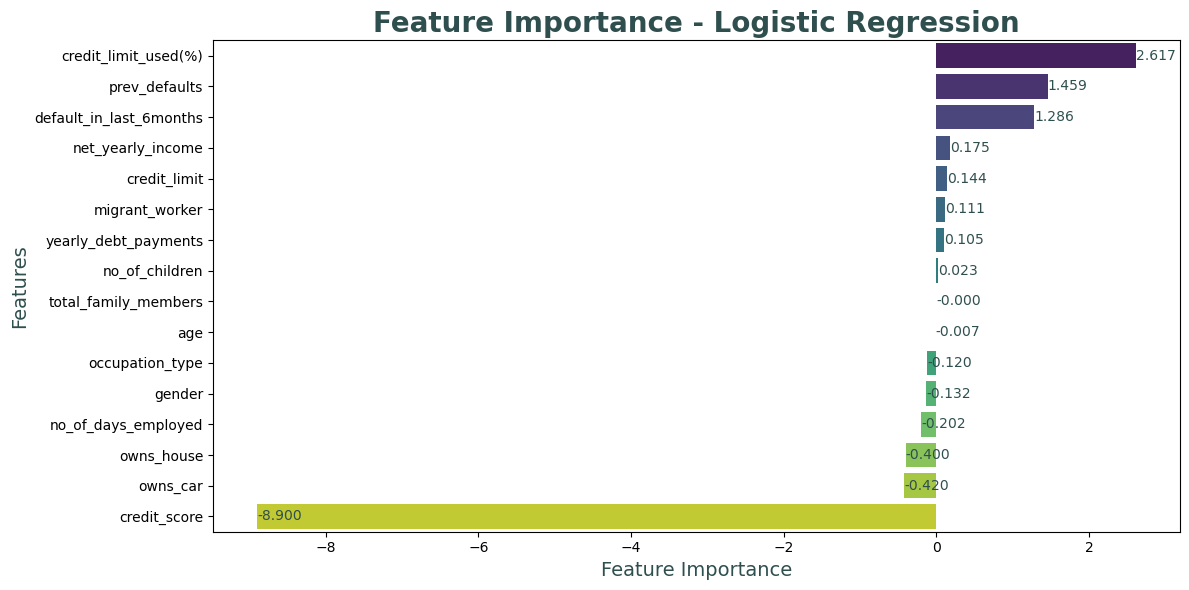 Feature Importance - Logistic Regression
Features
credit_limit_used(%) 2.617
prev_defaults 1.459
default_in_last_6months 1.286
net_yearly_income 0.175
credit_limit 0.144
migrant_worker 0.111
yearly_debt_payments 0.105
no_of_children 0.023
total_family_members -0.000
age -0.007
occupation_type -0.120
gender -0.132
no_of_days_employed -0.202
owns_house -0.400
owns_car -0.420
credit_score -8.900
−8 −6 −4 −2 0 2
Feature Importance